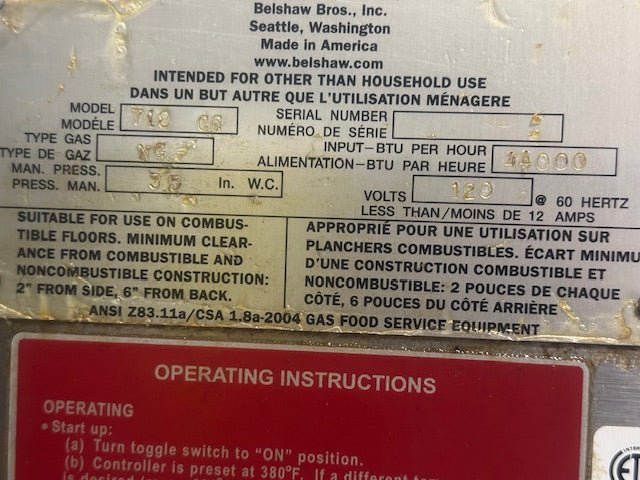 Belshaw Bros., Inc.
Seattle, Washington
Made in America
www.belshaw.com
INTENDED FOR OTHER THAN HOUSEHOLD USE
DANS UN BUT AUTRE QUE L'UTILISATION MÉNAGERE
MODEL
MODÉLE 718 GG
SERIAL NUMBER
NUMÉRO DE SÉRIE
TYPE GAS
TYPE DE GAZ
INPUT-BTU PER HOUR
ALIMENTATION-BTU PAR HEURE
MAN. PRESS.
PRESS. MAN. In. W.C.
VOLTS 120 @ 60 HERTZ
LESS THAN/MOINS DE 12 AMPS
SUITABLE FOR USE ON COMBUS-
TIBLE FLOORS. MINIMUM CLEAR-
ANCE FROM COMBUSTIBLE AND
NONCOMBUSTIBLE CONSTRUCTION:
2" FROM SIDE, 6" FROM BACK.
APPROPRIÉ POUR UNE UTILISATION SUR
PLANCHERS COMBUSTIBLES. ÉCART MINIMU
D'UNE CONSTRUCTION COMBUSTIBLE ET
NONCOMBUSTIBLE: 2 POUCES DE CHAQUE
CÔTÉ, 6 POUCES DU CÔTÉ ARRIÈRE
ANSI Z83.11a/CSA 1.8a-2004 GAS FOOD SERVICE EQUIPMENT
OPERATING INSTRUCTIONS
OPERATING
• Start up:
(a) Turn toggle switch to "ON" position.
(b) Controller is preset at 380°F. If a different
is desired